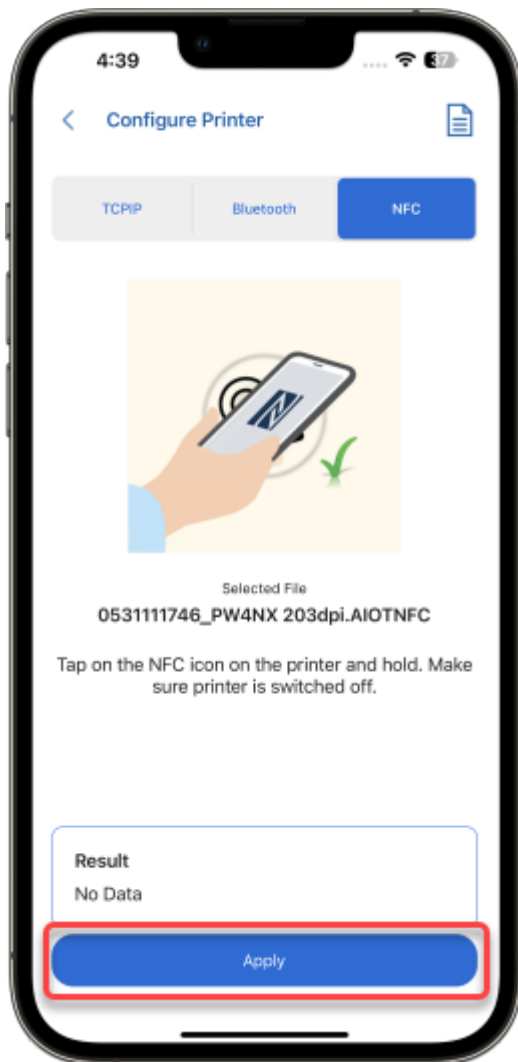 4:39
37
Configure Printer
TCPIP
Bluetooth
NFC
Selected File
0531111746_PW4NX 203dpi.AIOTNFC
Tap on the NFC icon on the printer and hold. Make
sure printer is switched off.
Result
No Data
Apply